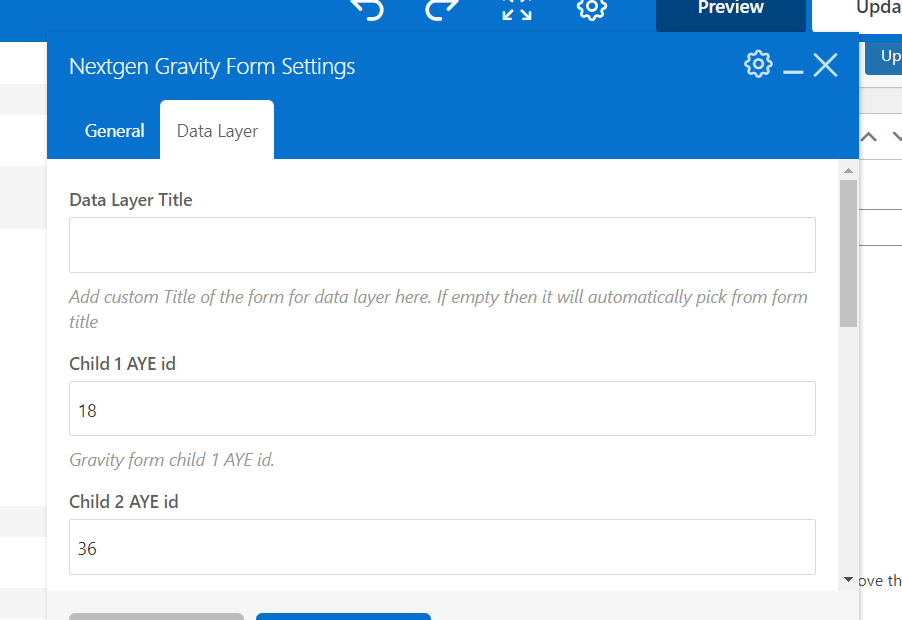 Preview
Upda
Nextgen Gravity Form Settings
Up
General
Data Layer
Data Layer Title
Add custom Title of the form for data layer here. If empty then it will automatically pick from form
title
Child 1 AYE id
18
Gravity form child 1 AYE id.
Child 2 AYE id
36
ove th